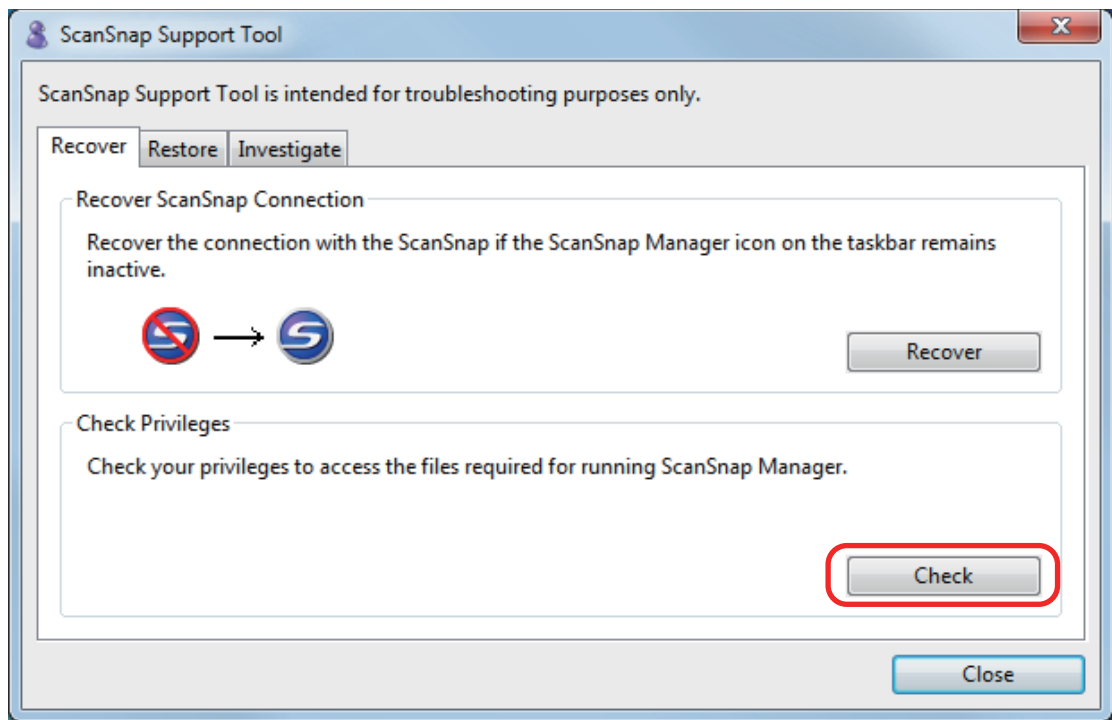 ScanSnap Support Tool
ScanSnap Support Tool is intended for troubleshooting purposes only.
Recover Restore Investigate
Recover ScanSnap Connection
Recover the connection with the ScanSnap if the ScanSnap Manager icon on the taskbar remains
inactive.
Recover
Check Privileges
Check your privileges to access the files required for running ScanSnap Manager.
Check
Close